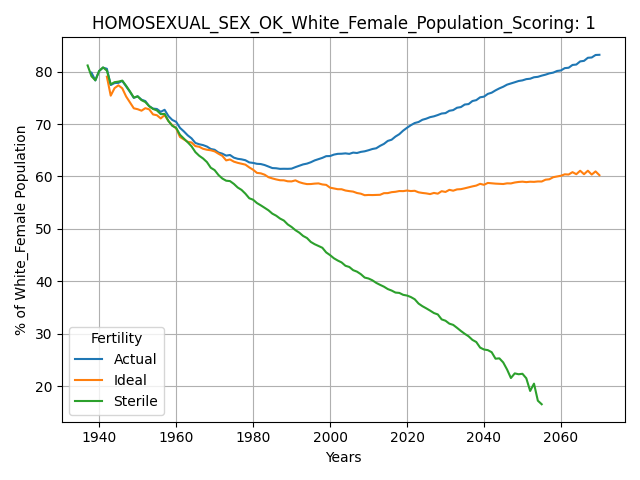 HOMOSEXUAL_SEX_OK_White_Female_Population_Scoring: 1
% of White_Female Population
80
70
60
50
40
30
20
Fertility
Actual
Ideal
Sterile
1940 1960 1980 2000 2020 2040 2060
Years